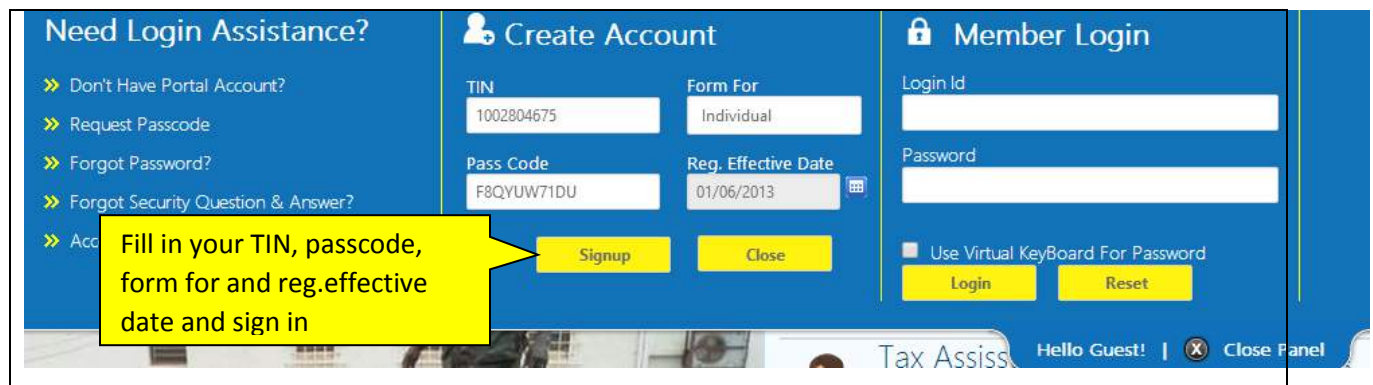 Need Login Assistance?
Don't Have Portal Account?
Request Passcode
Forgot Password?
Forgot Security Question & Answer?
Create Account
TIN
Form For
1002804675
Individual
Pass Code
Reg. Effective Date
F8QYUW71DU
01/06/2013
Signup
Close
Fill in your TIN, passcode,
form for and reg.effective
date and sign in
Member Login
Login Id
Password
Use Virtual KeyBoard For Password
Login
Reset
Tax
Hello Guest! | X Close Panel